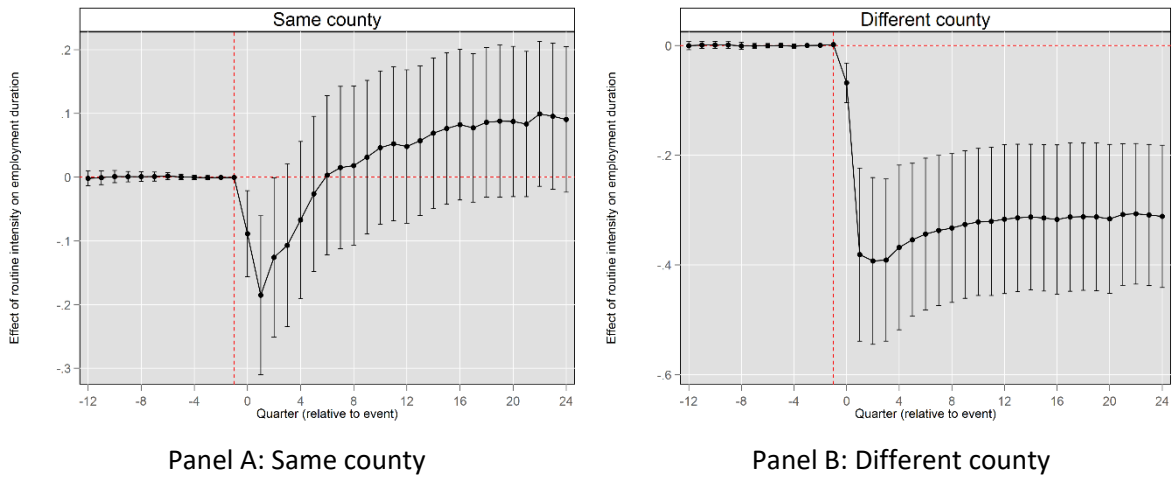 Same county
Effect of routine intensity on employment duration
.2
.1
0
-.1
-.2
-.3
-12 -8 -4 0 4 8 12 16 20 24
Quarter (relative to event)
Panel A: Same county
Different county
Effect of routine intensity on employment duration
0
-.2
-.4
-.6
-12 -8 -4 0 4 8 12 16 20 24
Quarter (relative to event)
Panel B: Different county